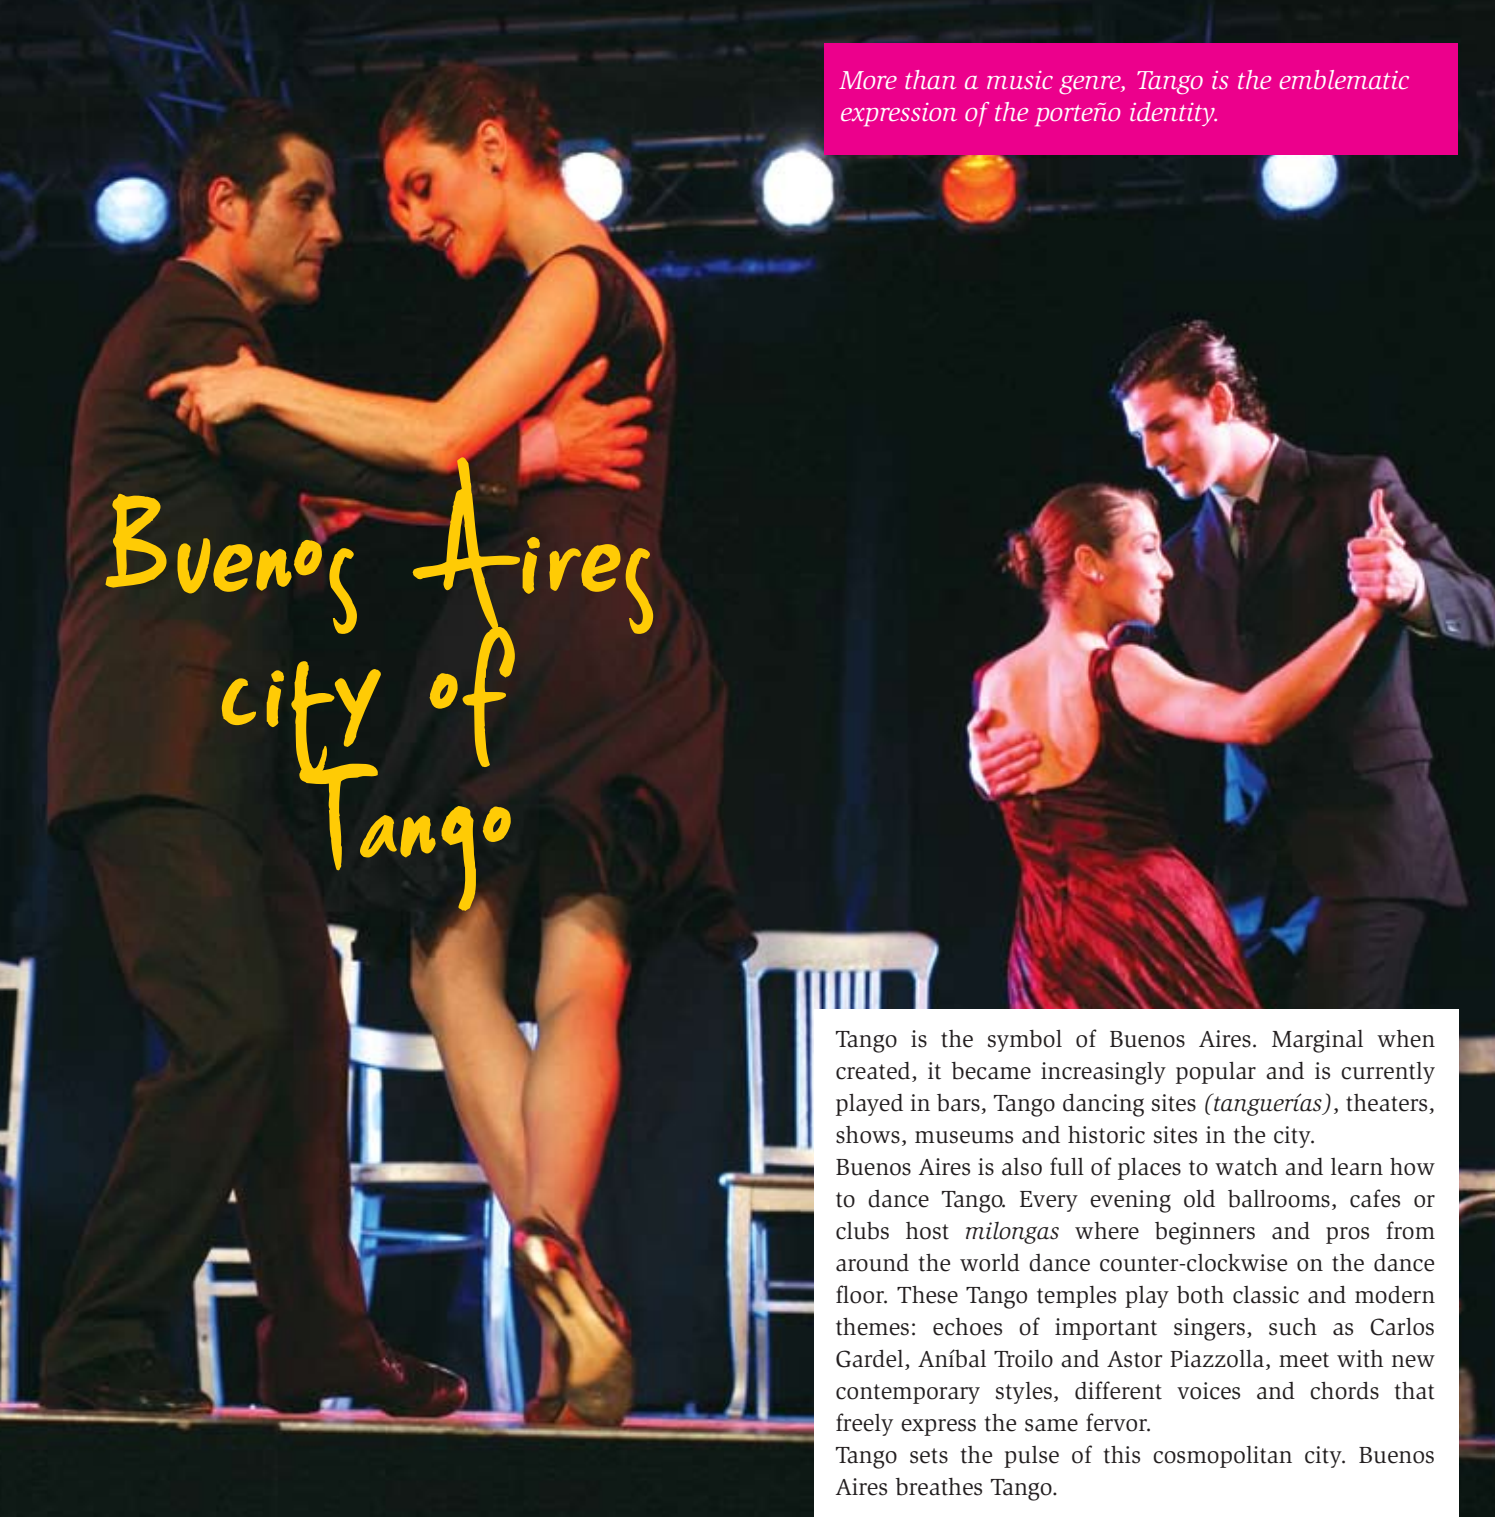 More than a music genre, Tango is the emblematic
expression of the porteño identity.
Buenos Aires
city of
Tango
Tango is the symbol of Buenos Aires. Marginal when
created, it became increasingly popular and is currently
played in bars, Tango dancing sites (tanguerías), theaters,
shows, museums and historic sites in the city.
Buenos Aires is also full of places to watch and learn how
to dance Tango. Every evening old ballrooms, cafes or
clubs host milongas where beginners and pros from
around the world dance counter-clockwise on the dance
floor. These Tango temples play both classic and modern
themes: echoes of important singers, such as Carlos
Gardel, Aníbal Troilo and Astor Piazzolla, meet with new
contemporary styles, different voices and chords that
freely express the same fervor.
Tango sets the pulse of this cosmopolitan city. Buenos
Aires breathes Tango.